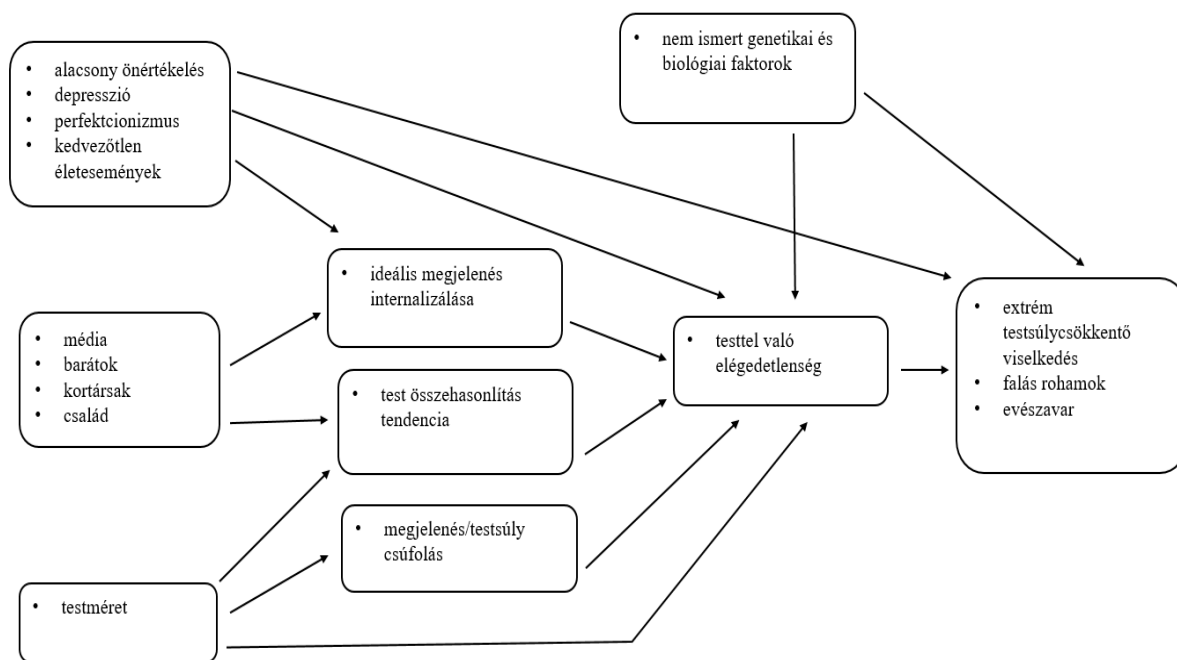 • alacsony önértékelés
• depresszió
• perfektcionizmus
• kedvezőtlen
életesemények
• nem ismert genetikai és
biológiai faktorok
• ideális megjelenés
internalizálása
• média
• barátok
• kortársak
• család
• test összehasonlítás
tendencia
• testtel való
elégedetlenség
• extrém
testsúlycsökkentő
viselkedés
• falás rohamok
• evészavar
• megjelenés/testsúly
csúfolás
• testméret